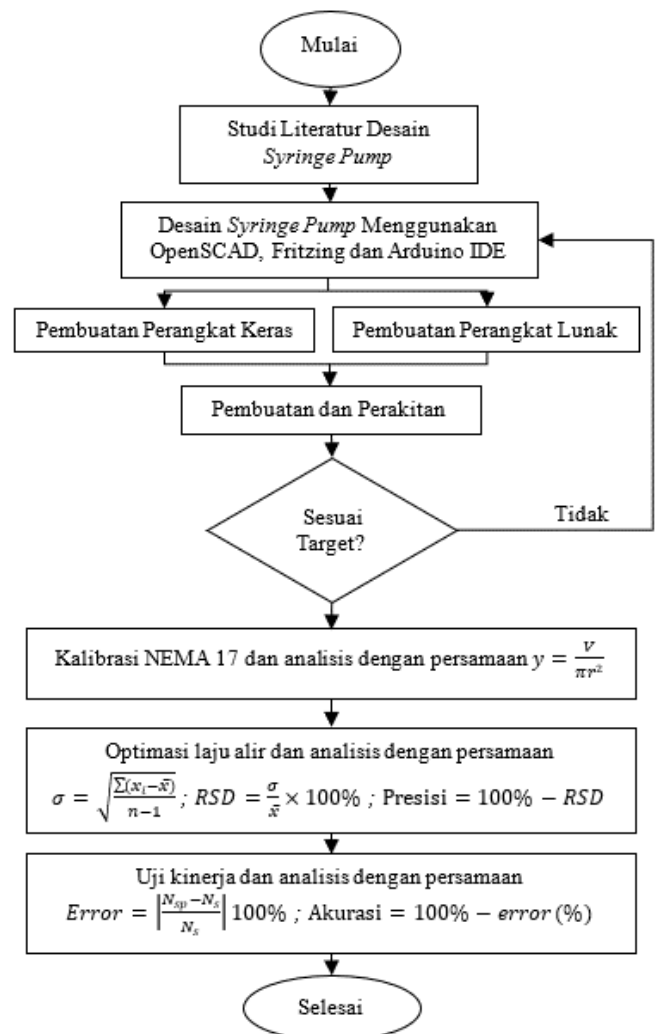 Mulai
Studi Literatur Desain
Syringe Pump
Desain Syringe Pump Menggunakan
OpenSCAD, Fritzing dan Arduino IDE
Pembuatan Perangkat Keras
Pembuatan Perangkat Lunak
Pembuatan dan Perakitan
Sesuai
Target?
Tidak
Kalibrasi NEMA 17 dan analisis dengan persamaan y = V/πr²
Optimasi laju alir dan analisis dengan persamaan
σ = √(Σ(xᵢ−x̄)/n−1) ; RSD = σ/x̄ × 100% ; Presisi = 100% − RSD
Uji kinerja dan analisis dengan persamaan
Error = |Nₛₚ−Nₛ/Nₛ| 100% ; Akurasi = 100% − error (%)
Selesai